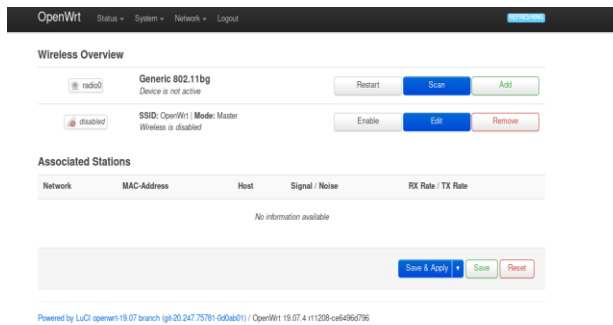 OpenWrt Status System Network Logout REFRESHING
Wireless Overview
radio0 Generic 802.11bg Restart Scan Add
Device is not active
disabled SSID: OpenWrt | Mode: Master Enable Edit Remove
Wireless is disabled
Associated Stations
Network MAC-Address Host Signal / Noise RX Rate / TX Rate
No information available
Save & Apply Save Reset
Powered by LuCI openwrt-19.07 branch (git-20.247.75781-0d0ab01) / OpenWrt 19.07.4 r11208-ce6496d796